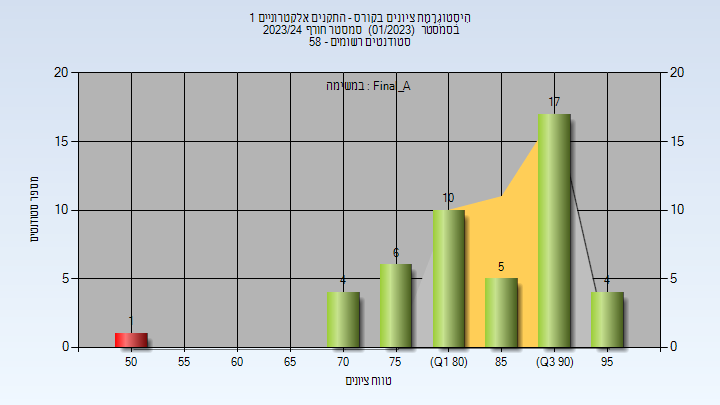 היסטוגרמת ציונים בקורס - התקנים אלקטרוניים 1
בסמסטר (01/2023) סמסטר חורף 2023/24
סטודנטים רשומים - 58
במשימה : Final_A
מספר סטודנטים
20
15
10
5
0
20
15
10
5
0
1
4
6
10
5
17
4
50 55 60 65 70 75 (Q1 80) 85 (Q3 90) 95
טווח ציונים